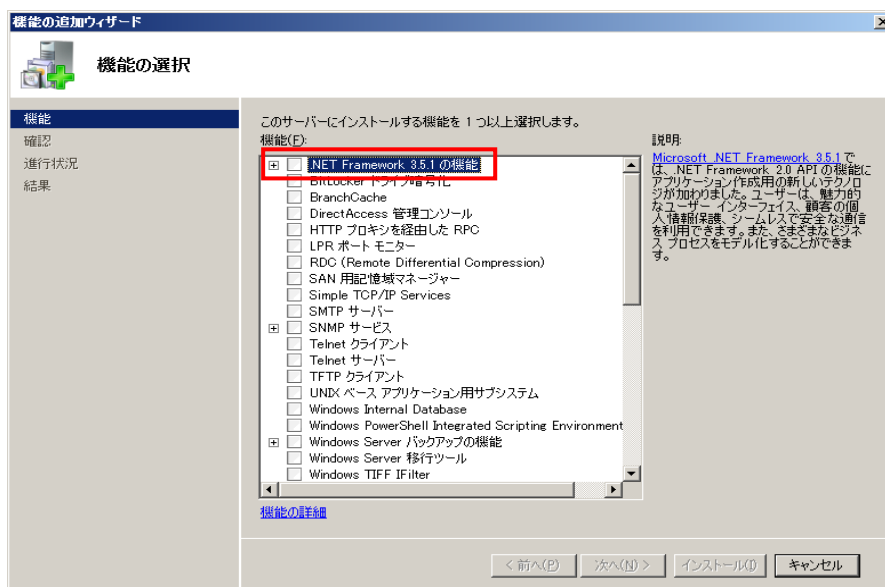 機能の追加ウィザード
機能の選択
機能
確認
進行状況
結果
このサーバーにインストールする機能を 1 つ以上選択します。
機能(F):
.NET Framework 3.5.1 の機能
BitLocker ドライブ暗号化
BranchCache
DirectAccess 管理コンソール
HTTP プロキシを経由した RPC
LPR ポート モニター
RDC (Remote Differential Compression)
SAN 用記憶域マネージャー
Simple TCP/IP Services
SMTP サーバー
SNMP サービス
Telnet クライアント
Telnet サーバー
TFTP クライアント
UNIX ベース アプリケーション用サブシステム
Windows Internal Database
Windows PowerShell Integrated Scripting Environment
Windows Server バックアップの機能
Windows Server 移行ツール
Windows TIFF IFilter
機能の詳細
説明:
Microsoft .NET Framework 3.5.1 で
は、.NET Framework 2.0 API の機能に
アプリケーション作成用の新しいテクノロ
ジが加わりました。ユーザーは、魅力的
なユーザー インターフェイス、顧客の個
人情報保護、シームレスで安全な通信
を利用できます。また、さまざまなビジネ
ス プロセスをモデル化することができま
す。
< 前へ(P)
次へ(N) >
インストール(I)
キャンセル